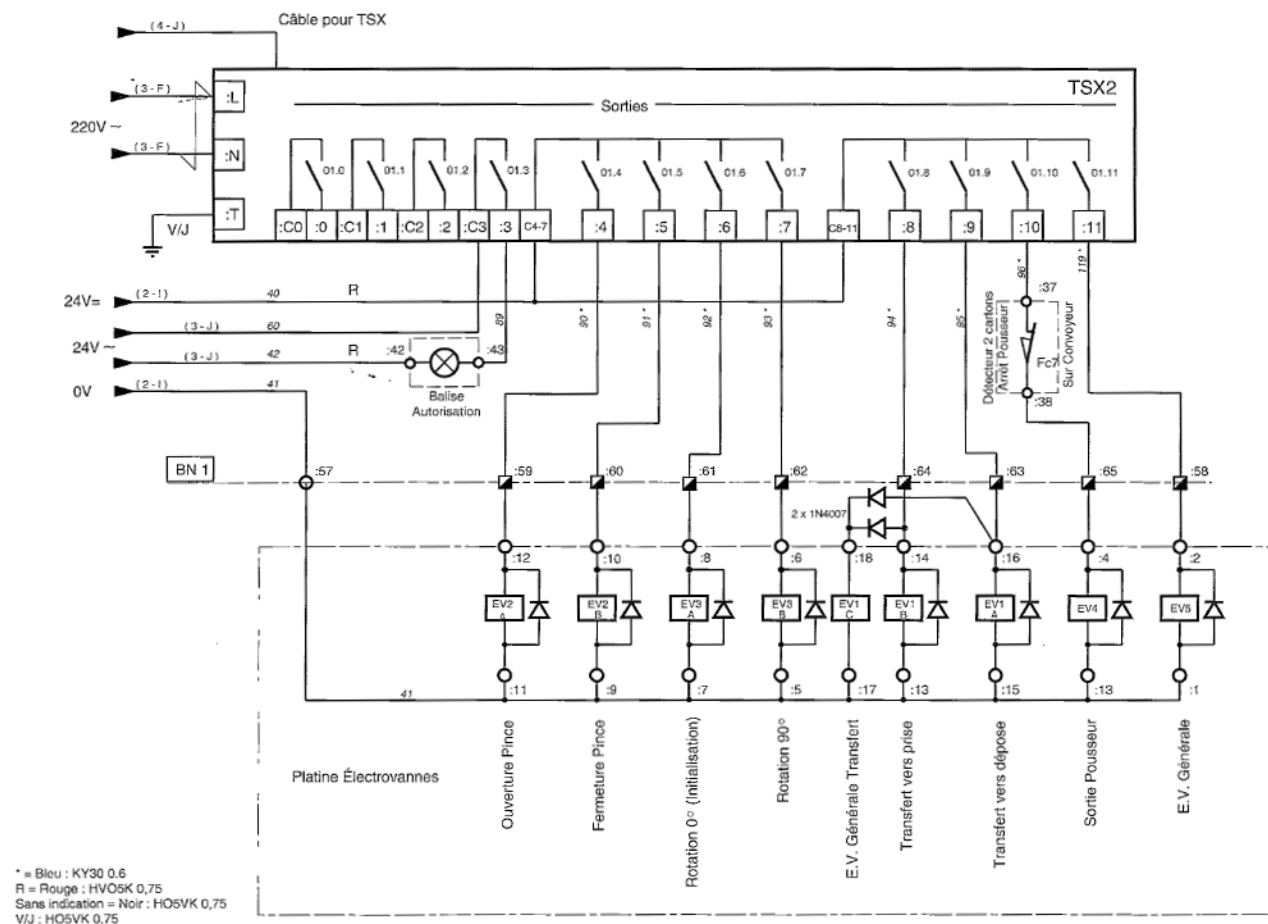 (4-J) Câble pour TSX
TSX2
Sorties
(3-F) :L
220V ~
(3-F) :N
:T
V/J
01.0 01.1 01.2 01.3 01.4 01.5 01.6 01.7 01.8 01.9 01.10 01.11
:C0 :0 :C1 :1 :C2 :2 :C3 :3 C4-7 :4 :5 :6 :7 C8-11 :8 :9 :10 :11
24V= (2-I) 40 R
(3-J) 60
24V ~
(3-J) 42 R :42 :43
0V (2-I) 41
89 90* 91* 92* 93* 94* 95* 96* 119*
Balise
Autorisation
:37
Détecteur 2 cartons
Arrêt Pousseur
Fc7
Sur Convoyeur
:38
BN 1 :57 :59 :60 :61 :62 :64 :63 :65 :58
2 x 1N4007
:12 :10 :8 :6 :18 :14 :16 :4 :2
EV2 A
EV2 B
EV3 A
EV3 B
EV1 C
EV1 B
EV1 A
EV4
EV5
:11 :9 :7 :5 :17 :13 :15 :13 :1
41
Platine Électrovannes
Ouverture Pince
Fermeture Pince
Rotation 0° (Initialisation)
Rotation 90°
E.V. Générale Transfert
Transfert vers prise
Transfert vers dépose
Sortie Pousseur
E.V. Générale
* = Bleu : KY30 0.6
R = Rouge : HVO5K 0,75
Sans indication = Noir : HO5VK 0,75
V/J : HO5VK 0.75